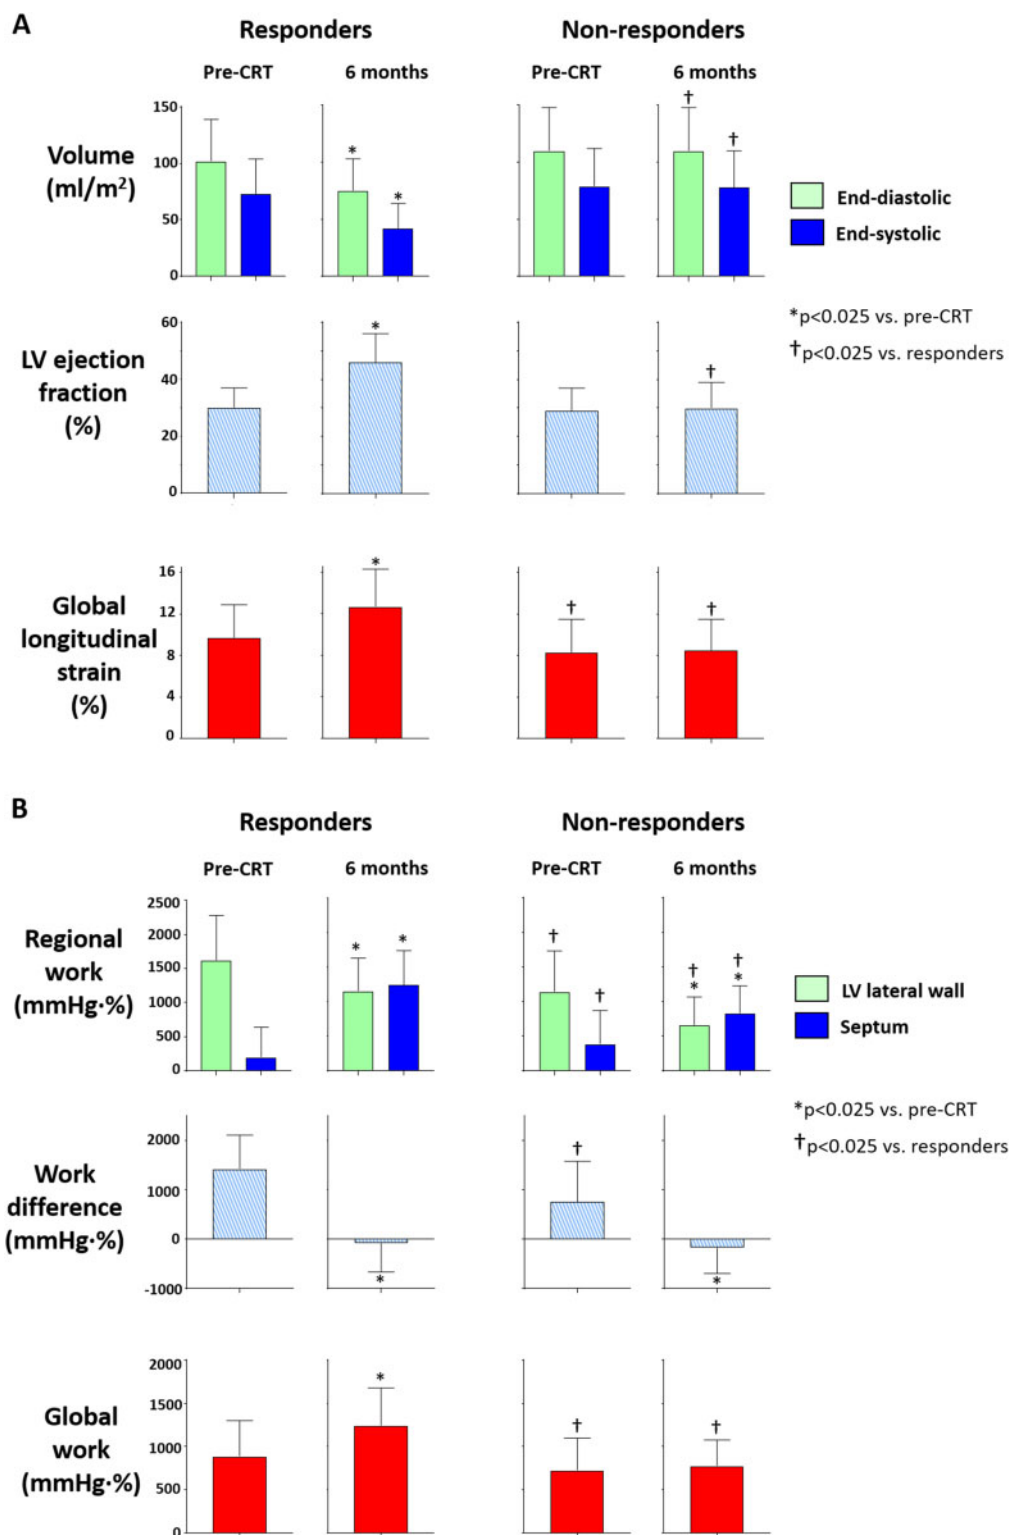 A
Responders
Non-responders
Pre-CRT
6 months
Pre-CRT
6 months
Volume
(ml/m²)
150
100
50
0
*
*
†
†
End-diastolic
End-systolic
*p<0.025 vs. pre-CRT
†p<0.025 vs. responders
LV ejection
fraction
(%)
60
40
20
0
*
†
Global
longitudinal
strain
(%)
16
12
8
4
0
*
†
†
B
Responders
Non-responders
Pre-CRT
6 months
Pre-CRT
6 months
Regional
work
(mmHg·%)
2500
2000
1500
1000
500
0
*
*
†
†
†
*
†
*
LV lateral wall
Septum
*p<0.025 vs. pre-CRT
†p<0.025 vs. responders
Work
difference
(mmHg·%)
2000
1000
0
-1000
*
†
*
Global
work
(mmHg·%)
2000
1500
1000
500
0
*
†
†